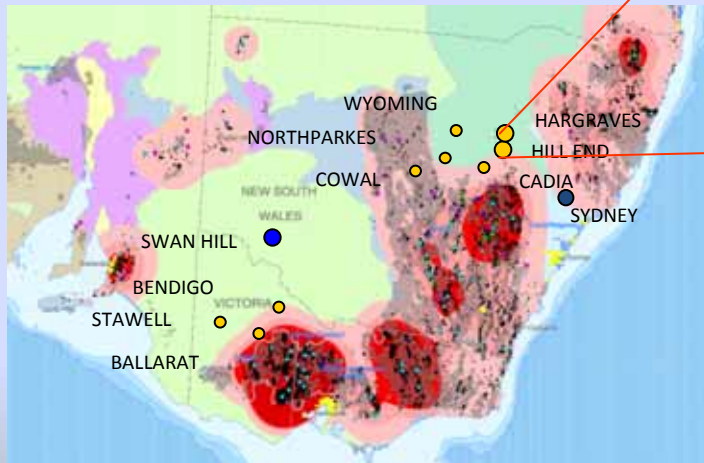 WYOMING
HARGRAVES
NORTHPARKES
HILL END
COWAL
CADIA
NEW SOUTH
WALES
SYDNEY
SWAN HILL
BENDIGO
VICTORIA
STAWELL
BALLARAT